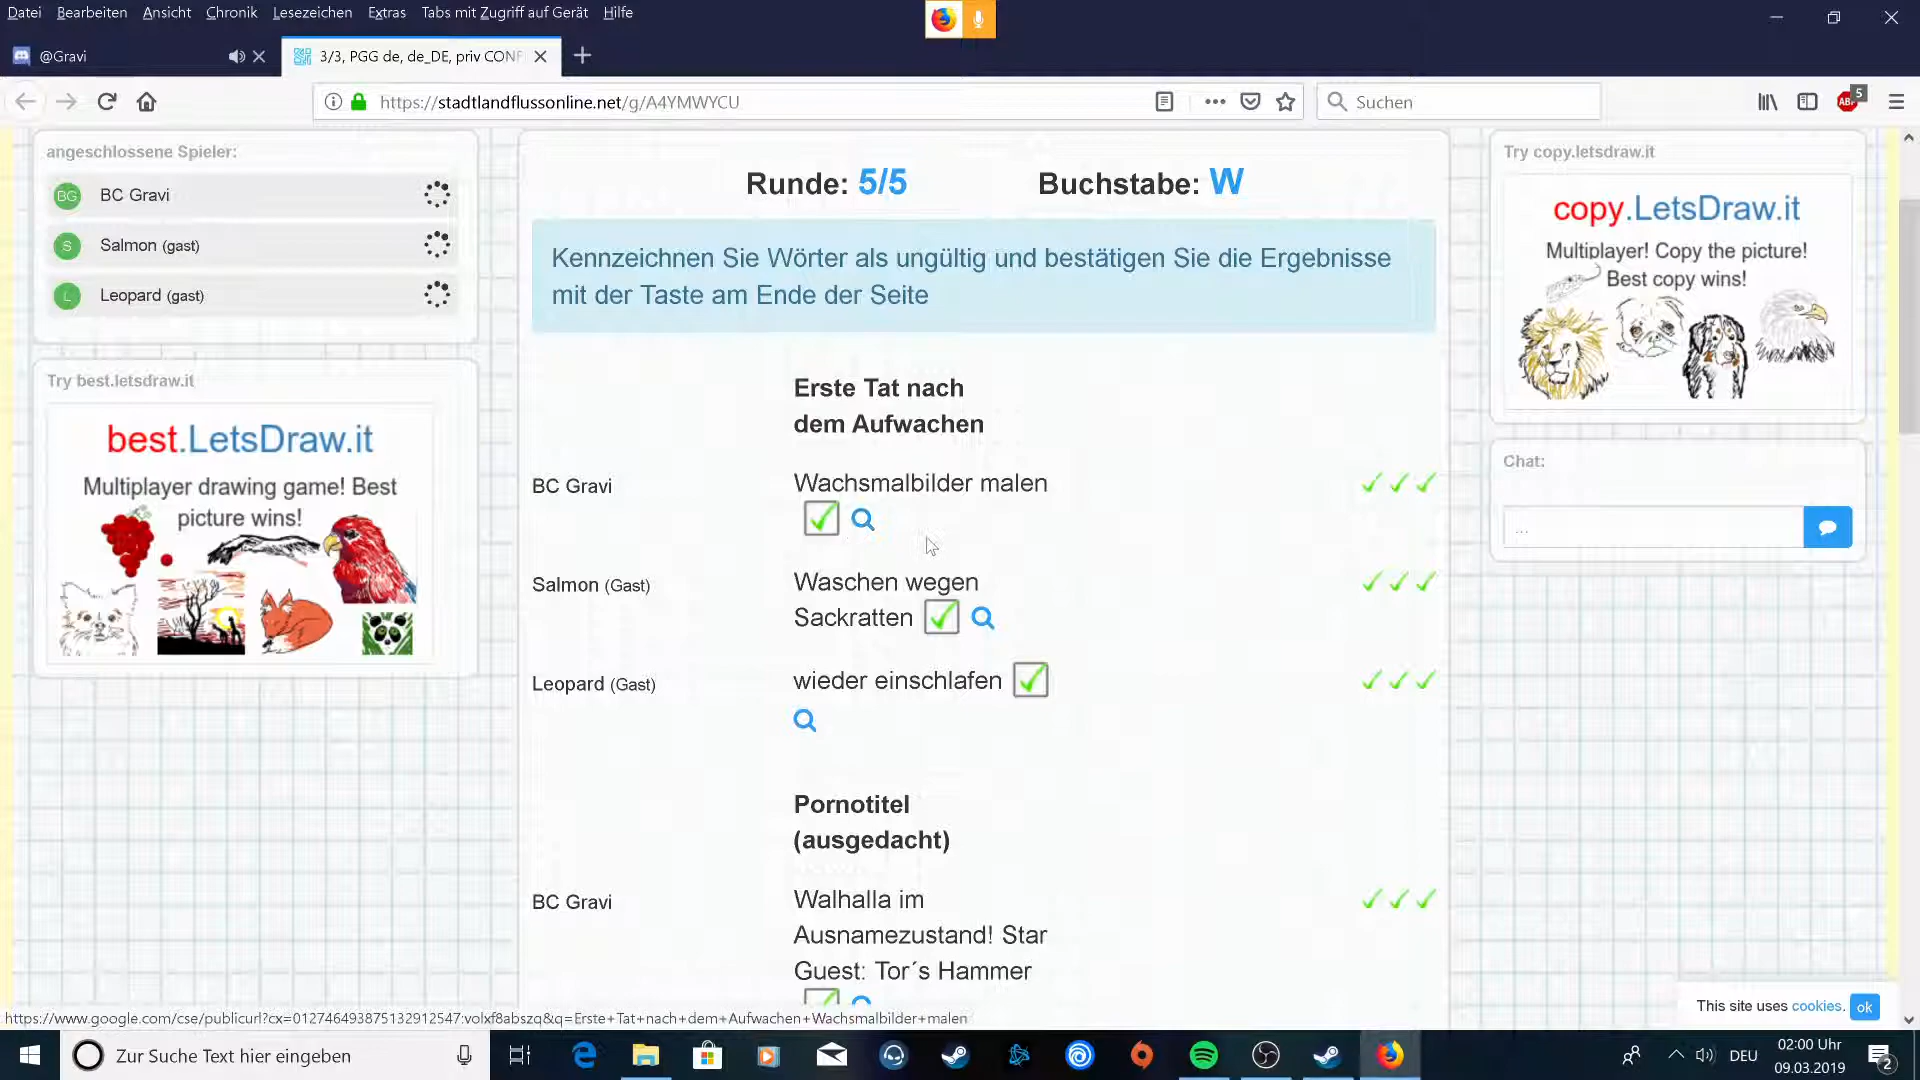 Datei Bearbeiten Ansicht Chronik Lesezeichen Extras Tabs mit Zugriff auf Gerät Hilfe
@Gravi
3/3, PGG de, de_DE, priv CONF
https://stadtlandflussonline.net/g/A4YMWYCU
Suchen
ABP
5
angeschlossene Spieler:
BG BC Gravi
S Salmon (gast)
L Leopard (gast)
Try best.letsdraw.it
best.LetsDraw.it
Multiplayer drawing game! Best
picture wins!
Runde: 5/5 Buchstabe: W
Kennzeichnen Sie Wörter als ungültig und bestätigen Sie die Ergebnisse
mit der Taste am Ende der Seite
Erste Tat nach
dem Aufwachen
BC Gravi Wachsmalbilder malen
Salmon (Gast) Waschen wegen
Sackratten
Leopard (Gast) wieder einschlafen
Pornotitel
(ausgedacht)
BC Gravi Walhalla im
Ausnamezustand! Star
Guest: Tor´s Hammer
Try copy.letsdraw.it
copy.LetsDraw.it
Multiplayer! Copy the picture!
Best copy wins!
Chat:
...
This site uses cookies. ok
https://www.google.com/cse/publicurl?cx=012746493875132912547:volxf8abszq&q=Erste+Tat+nach+dem+Aufwachen+Wachsmalbilder+malen
Zur Suche Text hier eingeben
DEU
02:00 Uhr
09.03.2019
2